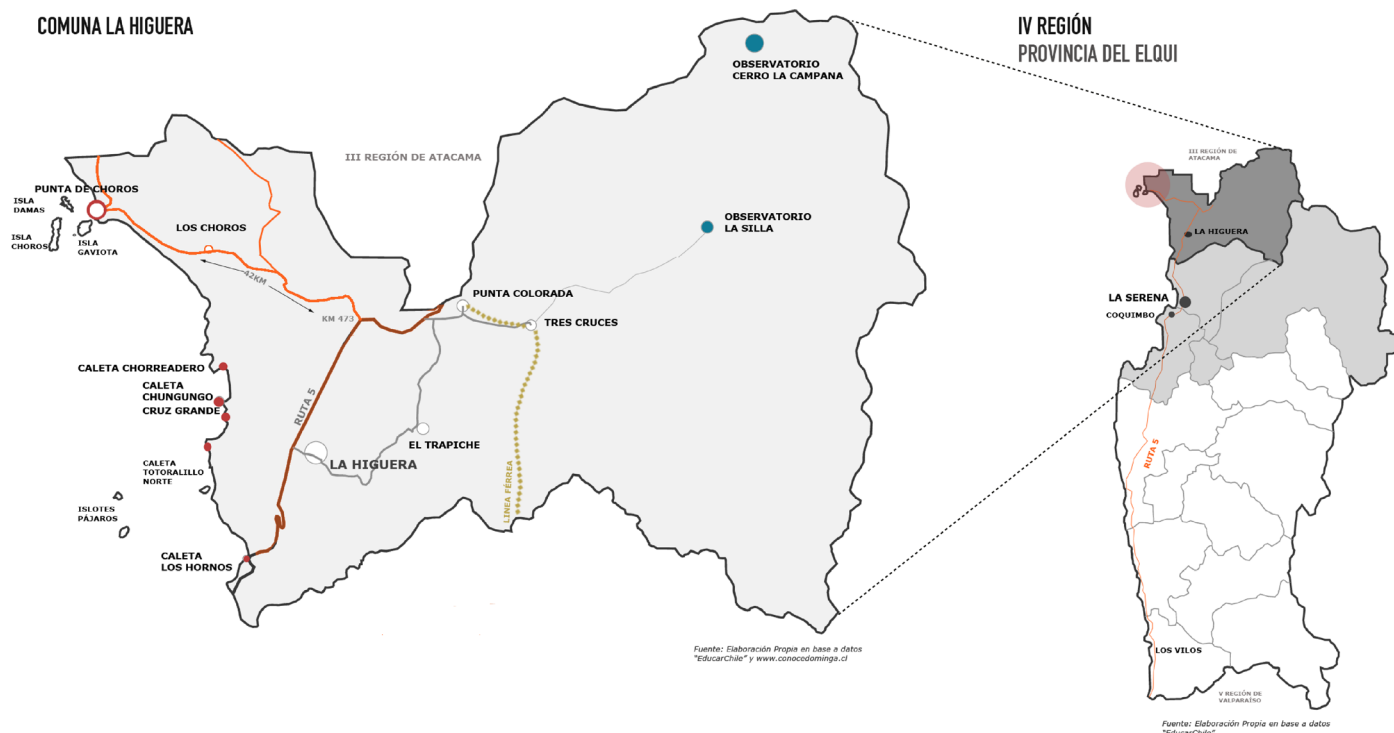 COMUNA LA HIGUERA
OBSERVATORIO
CERRO LA CAMPANA
III REGIÓN DE ATACAMA
PUNTA DE CHOROS
ISLA
DAMAS
ISLA
CHOROS
ISLA
GAVIOTA
LOS CHOROS
42KM
KM 473
OBSERVATORIO
LA SILLA
PUNTA COLORADA
TRES CRUCES
CALETA CHORREADERO
CALETA
CHUNGUNGO
CRUZ GRANDE
RUTA 5
EL TRAPICHE
LA HIGUERA
CALETA
TOTORALILLO
NORTE
ISLOTES
PÁJAROS
LINEA FÉRREA
CALETA
LOS HORNOS
Fuente: Elaboración Propia en base a datos
"EducarChile" y www.conocedominga.cl
IV REGIÓN
PROVINCIA DEL ELQUI
III REGIÓN DE
ATACAMA
LA HIGUERA
LA SERENA
COQUIMBO
RUTA 5
LOS VILOS
V REGIÓN DE
VALPARAÍSO
Fuente: Elaboración Propia en base a datos
"EducarChile"